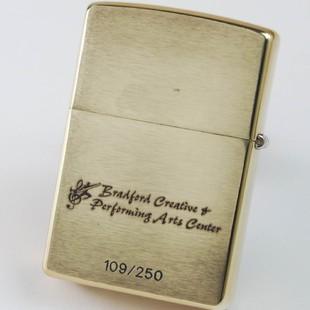 Bradford Creative &
Performing Arts Center
109/250